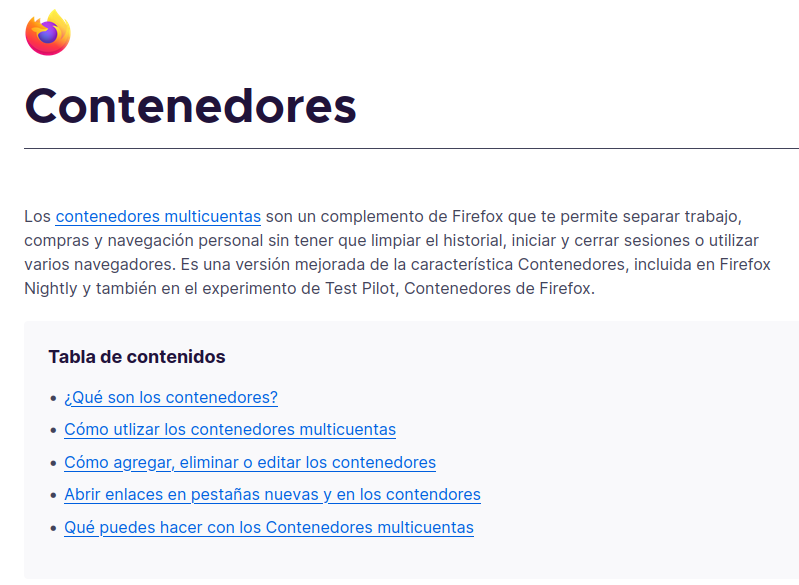 Contenedores
Los contenedores multicuentas son un complemento de Firefox que te permite separar trabajo,
compras y navegación personal sin tener que limpiar el historial, iniciar y cerrar sesiones o utilizar
varios navegadores. Es una versión mejorada de la característica Contenedores, incluida en Firefox
Nightly y también en el experimento de Test Pilot, Contenedores de Firefox.
Tabla de contenidos
• ¿Qué son los contenedores?
• Cómo utlizar los contenedores multicuentas
• Cómo agregar, eliminar o editar los contenedores
• Abrir enlaces en pestañas nuevas y en los contendores
• Qué puedes hacer con los Contenedores multicuentas